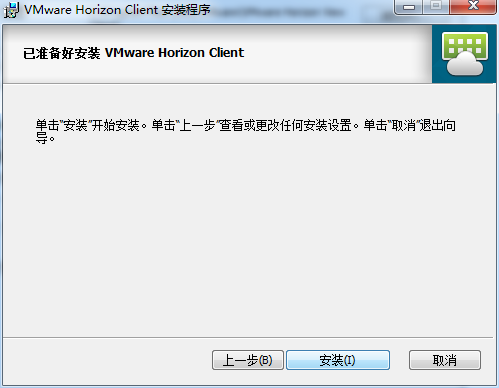 VMware Horizon Client 安装程序
已准备好安装 VMware Horizon Client
单击"安装"开始安装。单击"上一步"查看或更改任何安装设置。单击"取消"退出向
导。
上一步(B) 安装(I) 取消